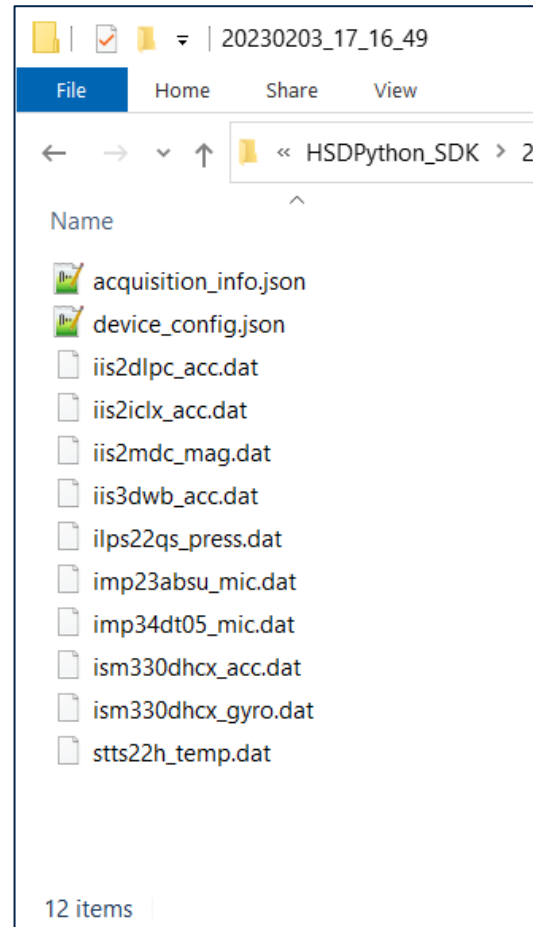 20230203_17_16_49
File Home Share View
« HSDPython_SDK > 2
Name
acquisition_info.json
device_config.json
iis2dlpc_acc.dat
iis2iclx_acc.dat
iis2mdc_mag.dat
iis3dwb_acc.dat
ilps22qs_press.dat
imp23absu_mic.dat
imp34dt05_mic.dat
ism330dhcx_acc.dat
ism330dhcx_gyro.dat
stts22h_temp.dat
12 items